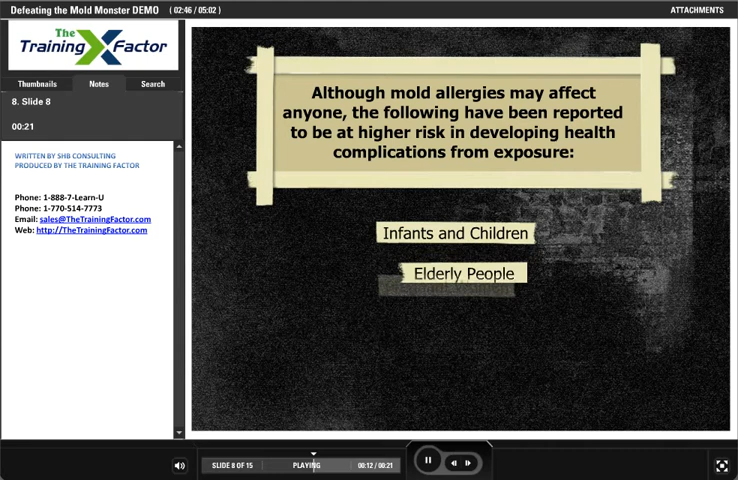 Defeating the Mold Monster DEMO ( 02:46 / 05:02 )
ATTACHMENTS
The
Training Factor
Thumbnails Notes Search
8. Slide 8
00:21
WRITTEN BY SHB CONSULTING
PRODUCED BY THE TRAINING FACTOR
Phone: 1-888-7-Learn-U
Phone: 1-770-514-7773
Email: sales@TheTrainingFactor.com
Web: http://TheTrainingFactor.com
Although mold allergies may affect
anyone, the following have been reported
to be at higher risk in developing health
complications from exposure:
Infants and Children
Elderly People
SLIDE 8 OF 15 PLAYING 00:12 / 00:21